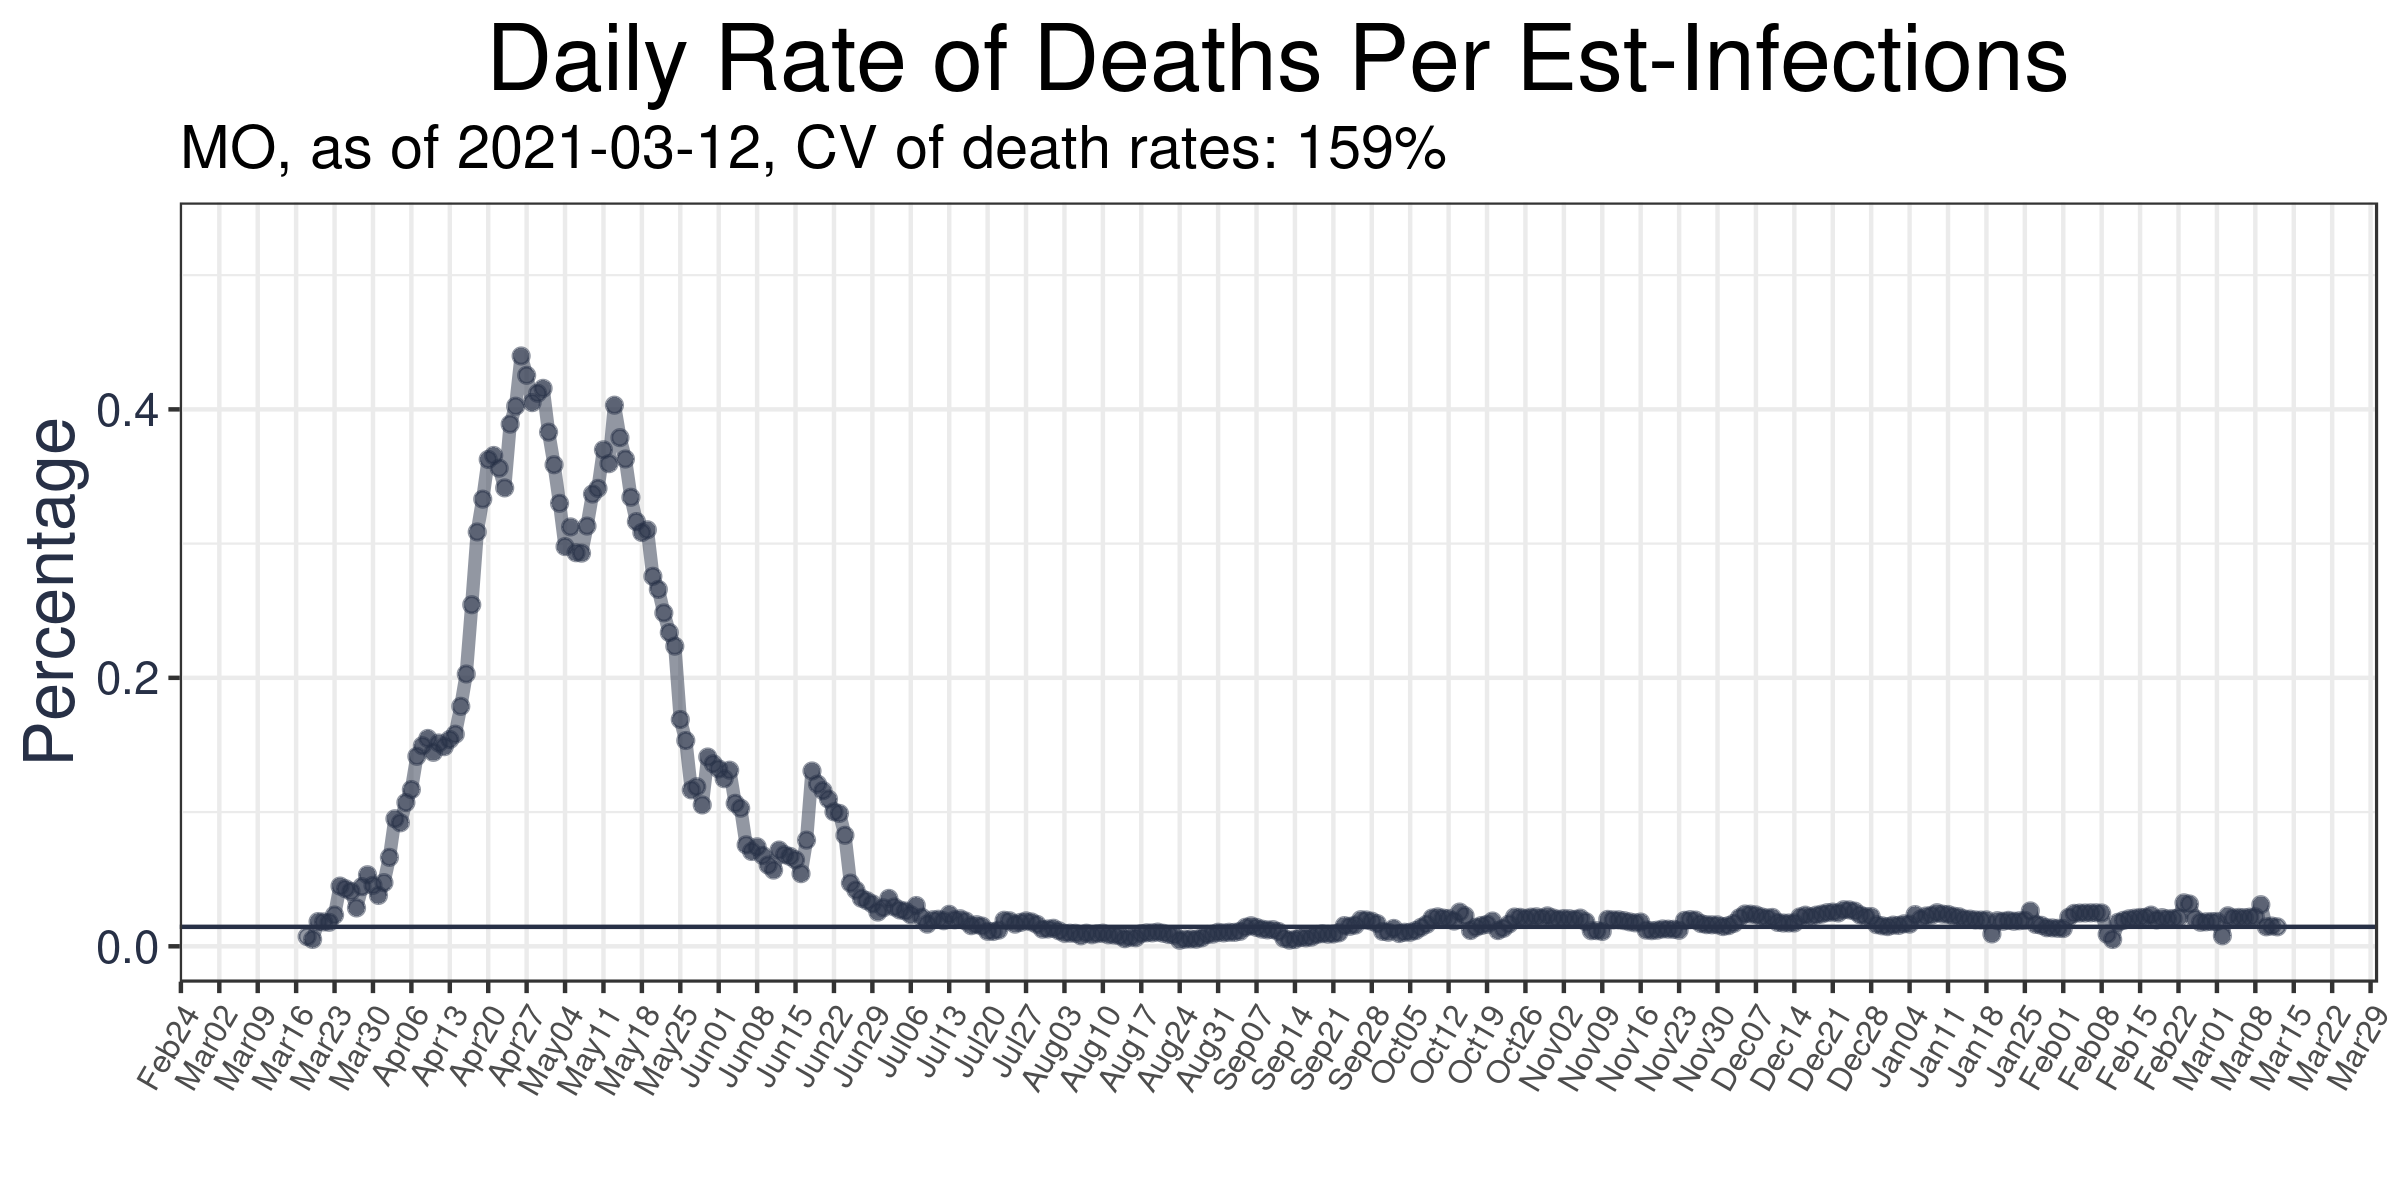 Daily Rate of Deaths Per Est-Infections
MO, as of 2021-03-12, CV of death rates: 159%
Percentage
0.4
0.2
0.0
Feb24
Mar02
Mar09
Mar16
Mar23
Mar30
Apr06
Apr13
Apr20
Apr27
May04
May11
May18
May25
Jun01
Jun08
Jun15
Jun22
Jun29
Jul06
Jul13
Jul20
Jul27
Aug03
Aug10
Aug17
Aug24
Aug31
Sep07
Sep14
Sep21
Sep28
Oct05
Oct12
Oct19
Oct26
Nov02
Nov09
Nov16
Nov23
Nov30
Dec07
Dec14
Dec21
Dec28
Jan04
Jan11
Jan18
Jan25
Feb01
Feb08
Feb15
Feb22
Mar01
Mar08
Mar15
Mar22
Mar29